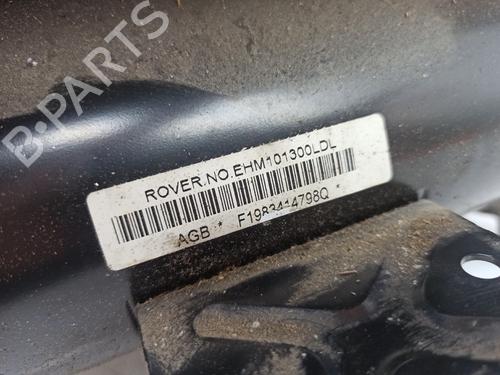 B-PARTS
ROVER.NO.EHM101300LDL
AGB * F1983414798Q *